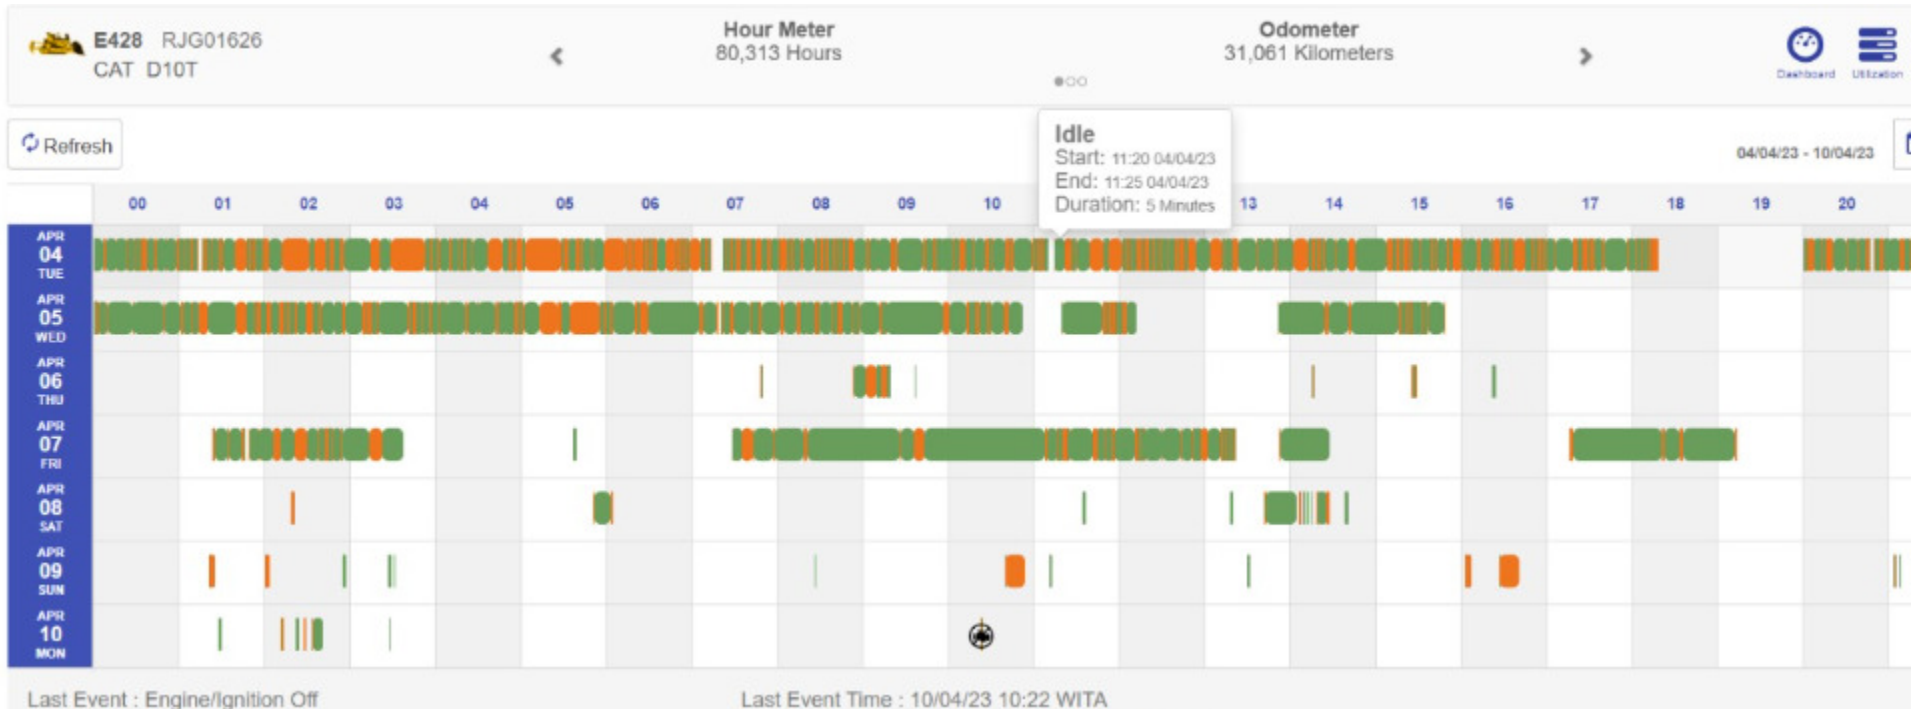 E428 RJG01626
CAT D10T
Hour Meter
80,313 Hours
Odometer
31,061 Kilometers
Dashboard
Utilization
Refresh
Idle
Start: 11:20 04/04/23
End: 11:25 04/04/23
Duration: 5 Minutes
04/04/23 - 10/04/23
00 01 02 03 04 05 06 07 08 09 10 13 14 15 16 17 18 19 20
APR
04
TUE
APR
05
WED
APR
06
THU
APR
07
FRI
APR
08
SAT
APR
09
SUN
APR
10
MON
Last Event : Engine/Ignition Off
Last Event Time : 10/04/23 10:22 WITA